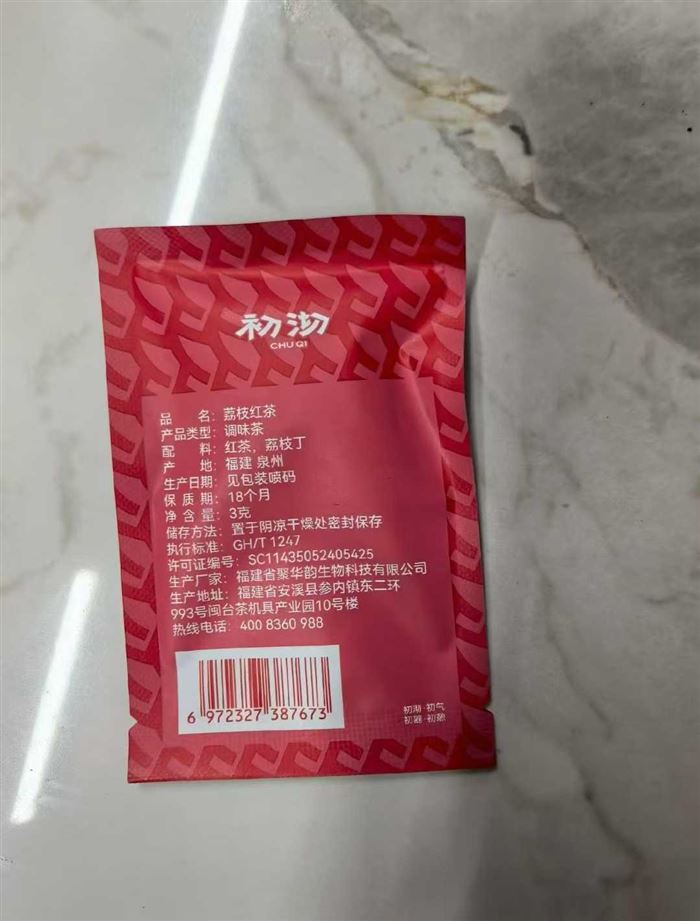 初沏
CHU QI
品名：荔枝红茶
产品类型：调味茶
配料：红茶，荔枝丁
产地：福建 泉州
生产日期：见包装喷码
保质期：18个月
净含量：3克
储存方法：置于阴凉干燥处密封保存
执行标准：GH/T 1247
许可证编号：SC11435052405425
生产厂家：福建省聚华韵生物科技有限公司
生产地址：福建省安溪县参内镇东二环
993号闽台茶机具产业园10号楼
热线电话：400 8360 988
6 972327 387673
初沏·初气